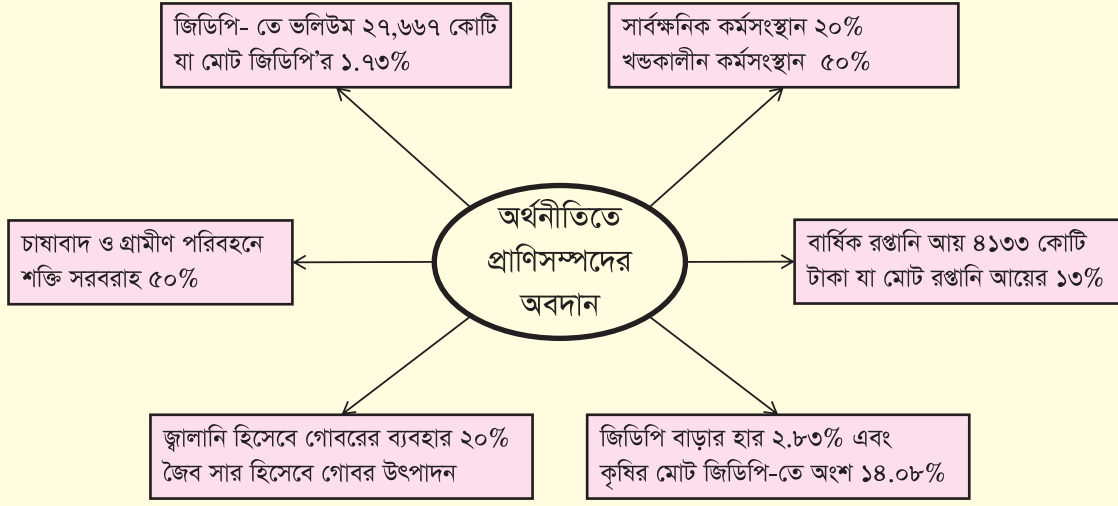 জিডিপি- তে ভলিউম ২৭,৬৬৭ কোটি
যা মোট জিডিপি'র ১.৭৩%
সার্বক্ষনিক কর্মসংস্থান ২০%
খন্ডকালীন কর্মসংস্থান ৫০%
অর্থনীতিতে
প্রাণিসম্পদের
অবদান
চাষাবাদ ও গ্রামীণ পরিবহনে
শক্তি সরবরাহ ৫০%
বার্ষিক রপ্তানি আয় ৪১৩৩ কোটি
টাকা যা মোট রপ্তানি আয়ের ১৩%
জ্বালানি হিসেবে গোবরের ব্যবহার ২০%
জৈব সার হিসেবে গোবর উৎপাদন
জিডিপি বাড়ার হার ২.৮৩% এবং
কৃষির মোট জিডিপি-তে অংশ ১৪.০৮%